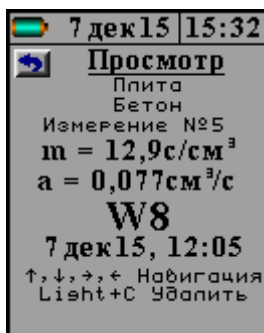 7 дек15 15:32
Просмотр
Плита
Бетон
Измерение №5
m = 12,9с/см³
a = 0,077см³/с
W8
7 дек15, 12:05
↑,↓,→,← Навигация
Light+C Удалить